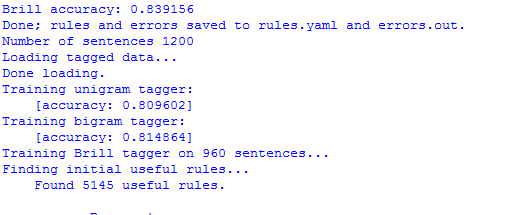 Brill accuracy: 0.839156
Done; rules and errors saved to rules.yaml and errors.out.
Number of sentences 1200
Loading tagged data...
Done loading.
Training unigram tagger:
    [accuracy: 0.809602]
Training bigram tagger:
    [accuracy: 0.814864]
Training Brill tagger on 960 sentences...
Finding initial useful rules...
    Found 5145 useful rules.